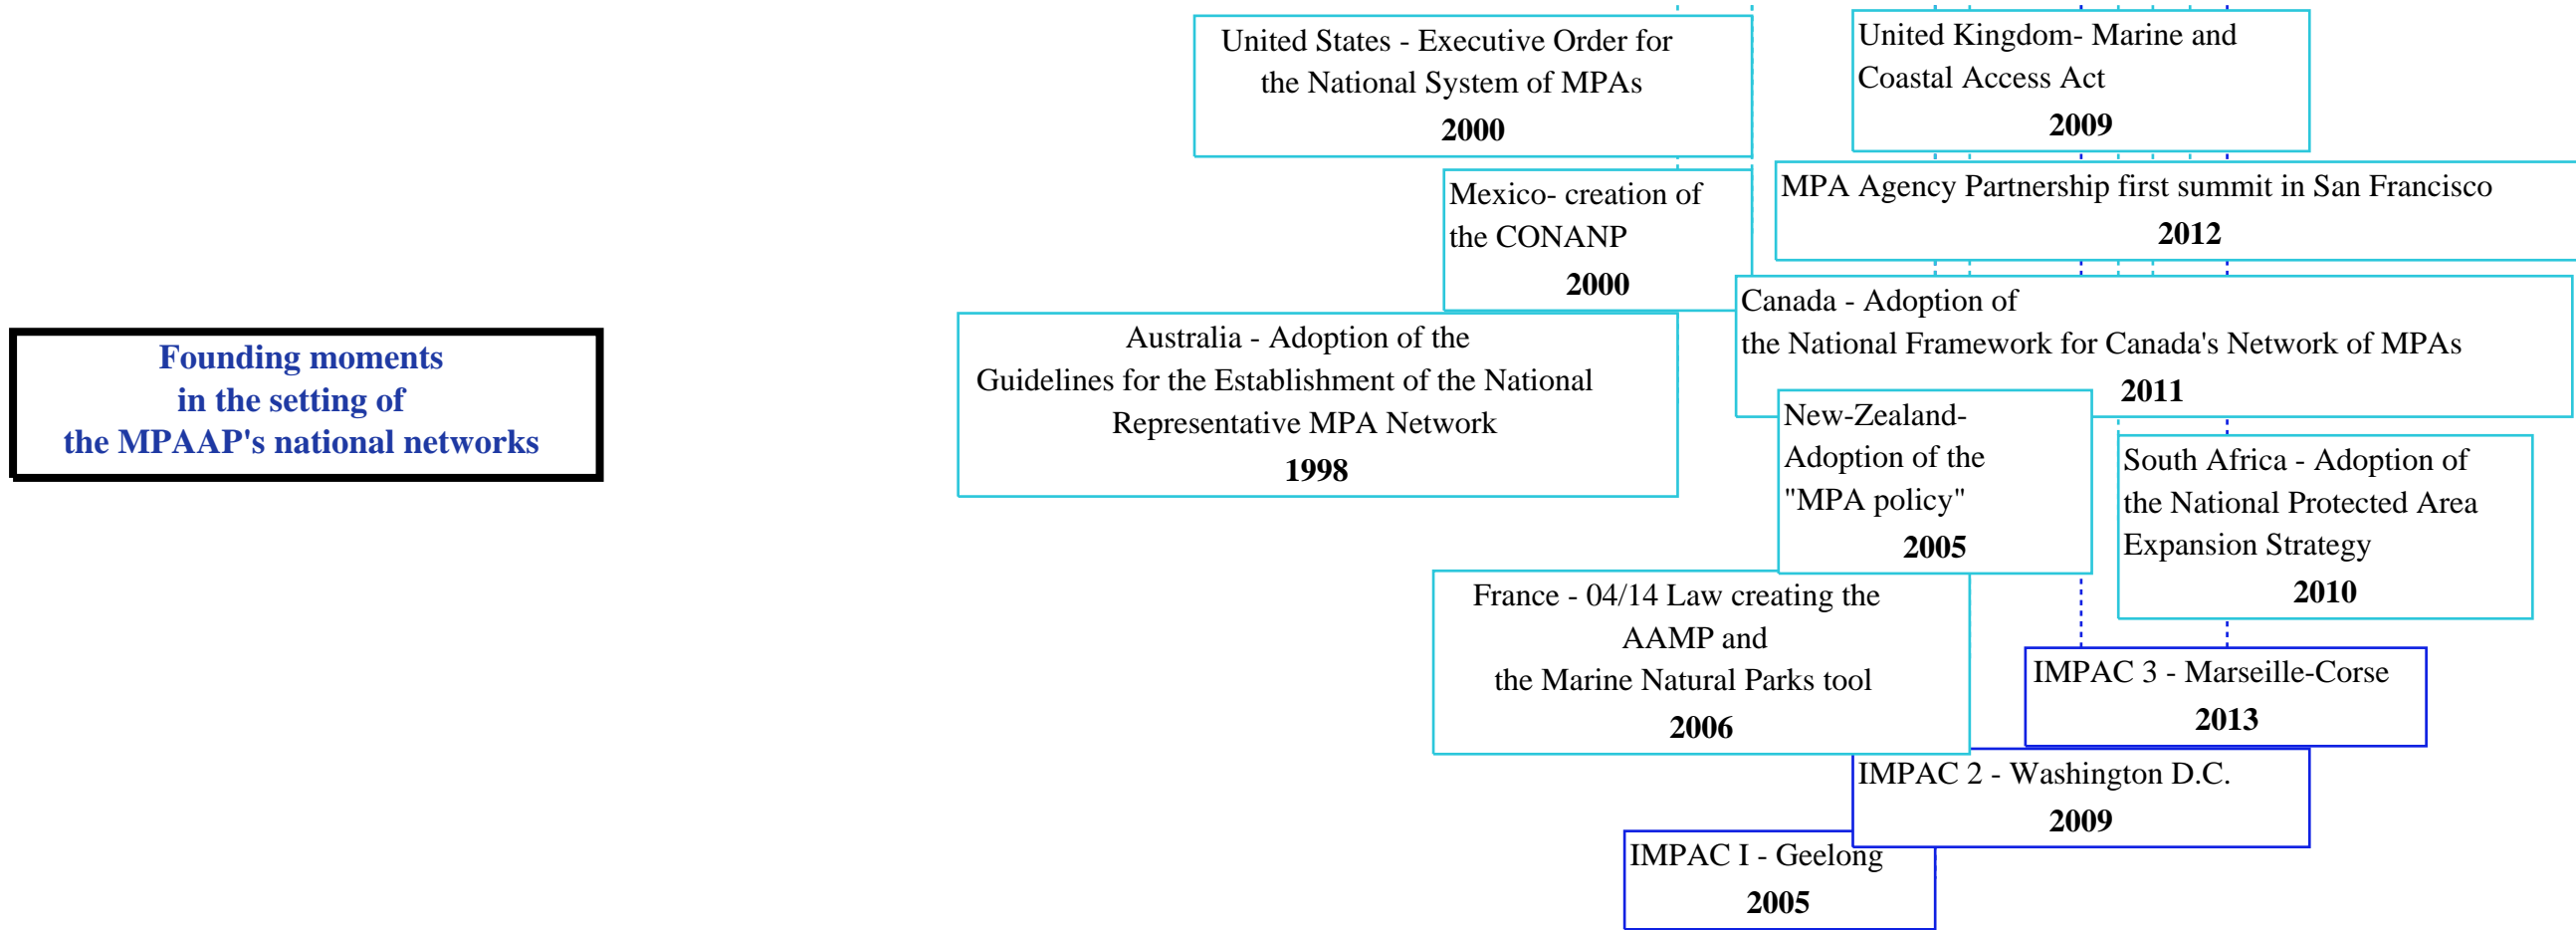 United States - Executive Order for
the National System of MPAs
2000
United Kingdom- Marine and
Coastal Access Act
2009
Mexico- creation of
the CONANP
2000
MPA Agency Partnership first summit in San Francisco
2012
Canada - Adoption of
the National Framework for Canada's Network of MPAs
2011
Founding moments
in the setting of
the MPAAP's national networks
Australia - Adoption of the
Guidelines for the Establishment of the National
Representative MPA Network
1998
New-Zealand-
Adoption of the
"MPA policy"
2005
South Africa - Adoption of
the National Protected Area
Expansion Strategy
2010
France - 04/14 Law creating the
AAMP and
the Marine Natural Parks tool
2006
IMPAC 3 - Marseille-Corse
2013
IMPAC 2 - Washington D.C.
2009
IMPAC I - Geelong
2005